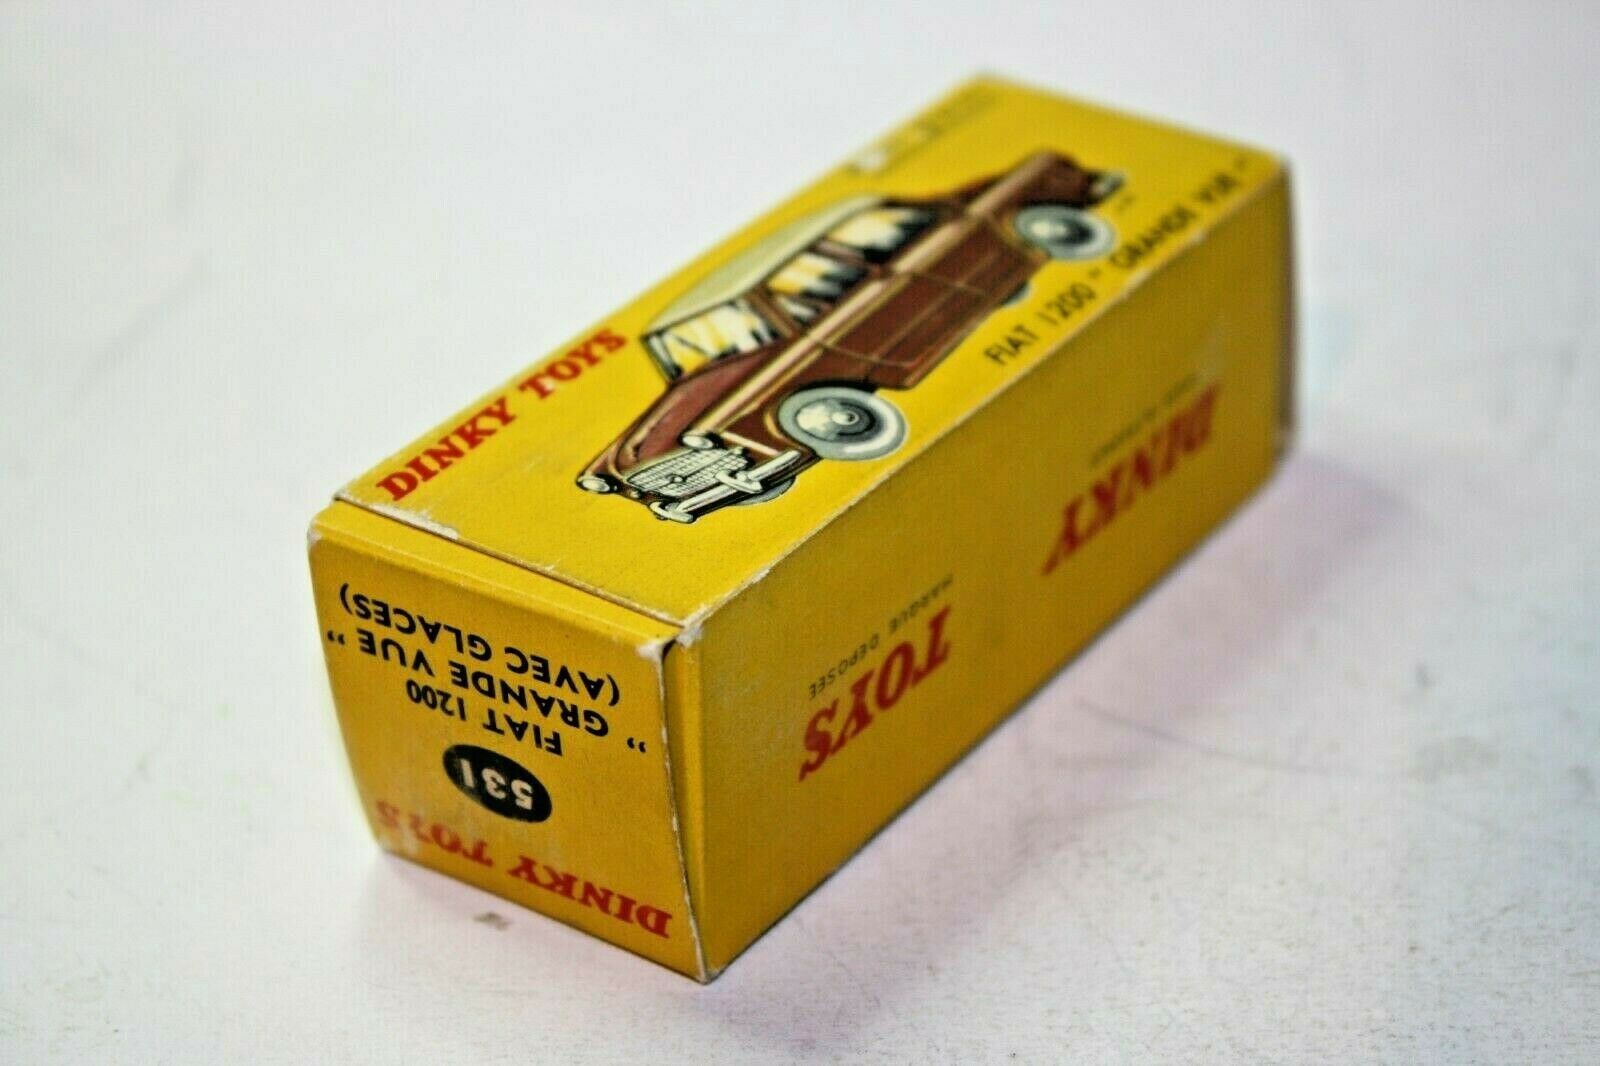 DINKY TOYS
FIAT 1200 " GRANDE VUE "
DINKY TOYS
MARQUE DEPOSEE
DINKY TOYS
531
FIAT 1200
" GRANDE VUE "
(AVEC GLACES)